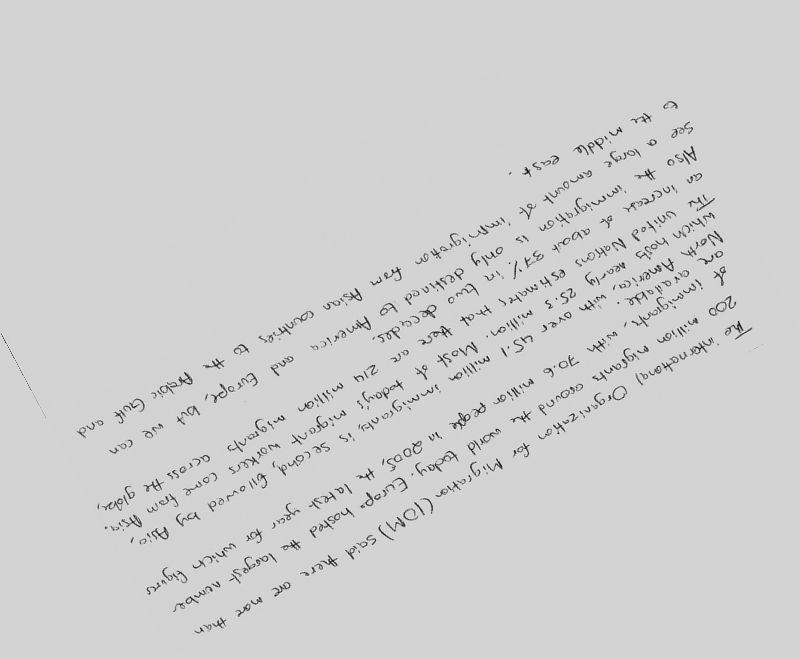 The international Organization for Migration (IOM) said there are more than
200 million migrants around the world today. Europe hosted the largest number
of immigrants, with 70.6 million people in 2005, the latest year for which figures
are available.
North America, with over 45.1 million immigrants, is second, followed by Asia,
which hosts nearly 25.3 million. Most of today's migrant workers come from Asia.
The united Nations estimates that there are 214 million migrants across the globe,
an increase of about 37% in two decades.
Also the immigration is only destined to America and Europe, but we can
see a large amount of immigration from Asian countries to the Arabic Gulf and
to the middle east.